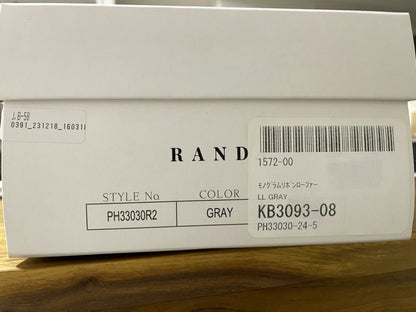 J.B-58
0391_231218_16031
RAND
STYLE No.
COLOR
PH33030R2
GRAY
1572-00
モノグラムリボンローファー
LL GRAY
KB3093-08
PH33030-24-5